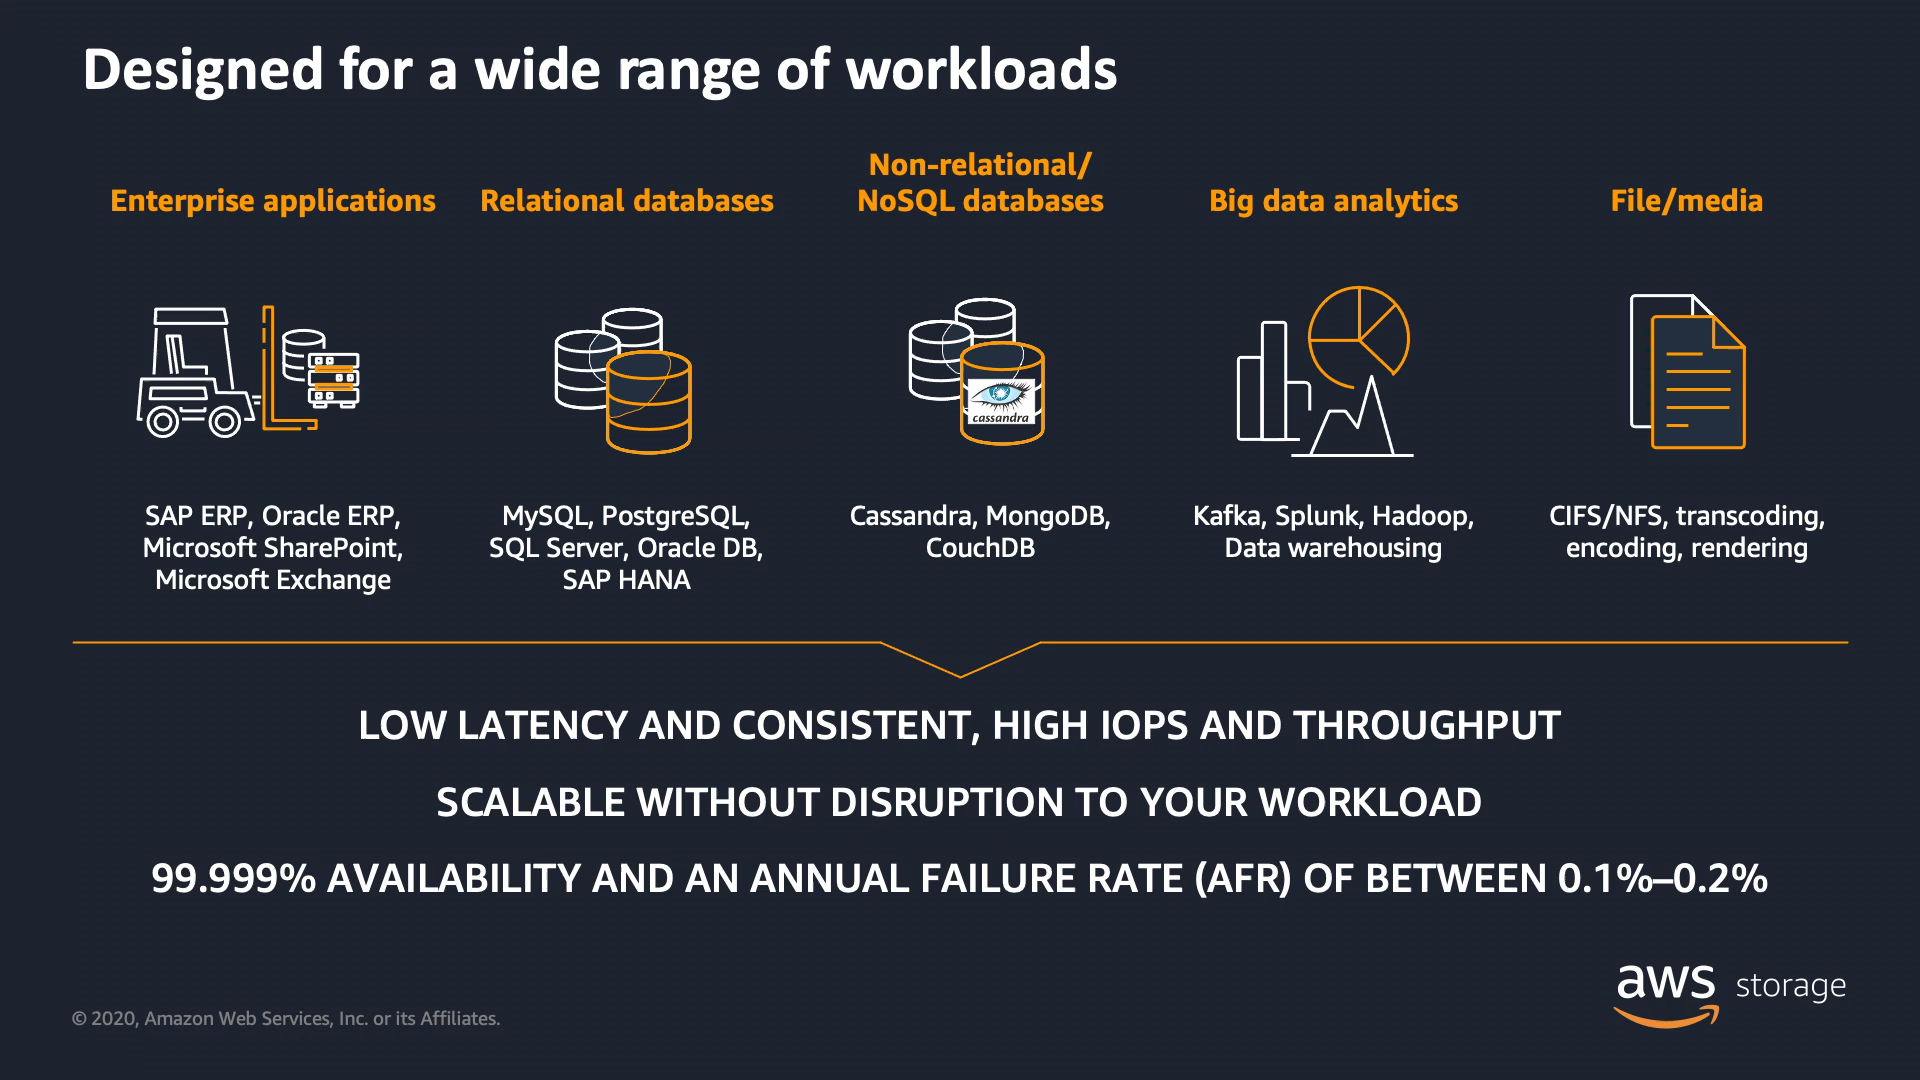 Designed for a wide range of workloads
Enterprise applications
Relational databases
Non-relational/
NoSQL databases
Big data analytics
File/media
cassandra
SAP ERP, Oracle ERP,
Microsoft SharePoint,
Microsoft Exchange
MySQL, PostgreSQL,
SQL Server, Oracle DB,
SAP HANA
Cassandra, MongoDB,
CouchDB
Kafka, Splunk, Hadoop,
Data warehousing
CIFS/NFS, transcoding,
encoding, rendering
LOW LATENCY AND CONSISTENT, HIGH IOPS AND THROUGHPUT
SCALABLE WITHOUT DISRUPTION TO YOUR WORKLOAD
99.999% AVAILABILITY AND AN ANNUAL FAILURE RATE (AFR) OF BETWEEN 0.1%–0.2%
© 2020, Amazon Web Services, Inc. or its Affiliates.
aws storage